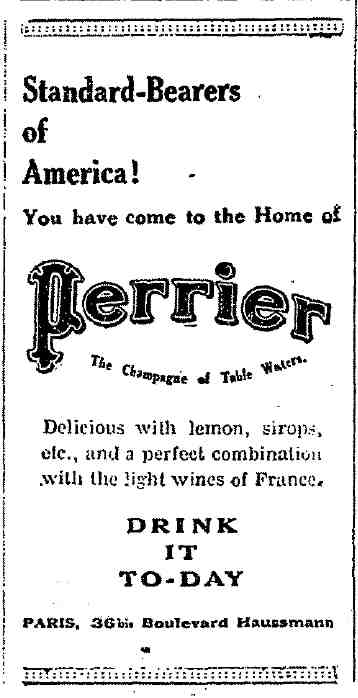 Standard-Bearers
of
America!
You have come to the Home of
Perrier
The Champagne of Table Waters.
Delicious with lemon, sirops,
etc., and a perfect combination
with the light wines of France.
DRINK
IT
TO-DAY
PARIS, 36bis Boulevard Haussmann